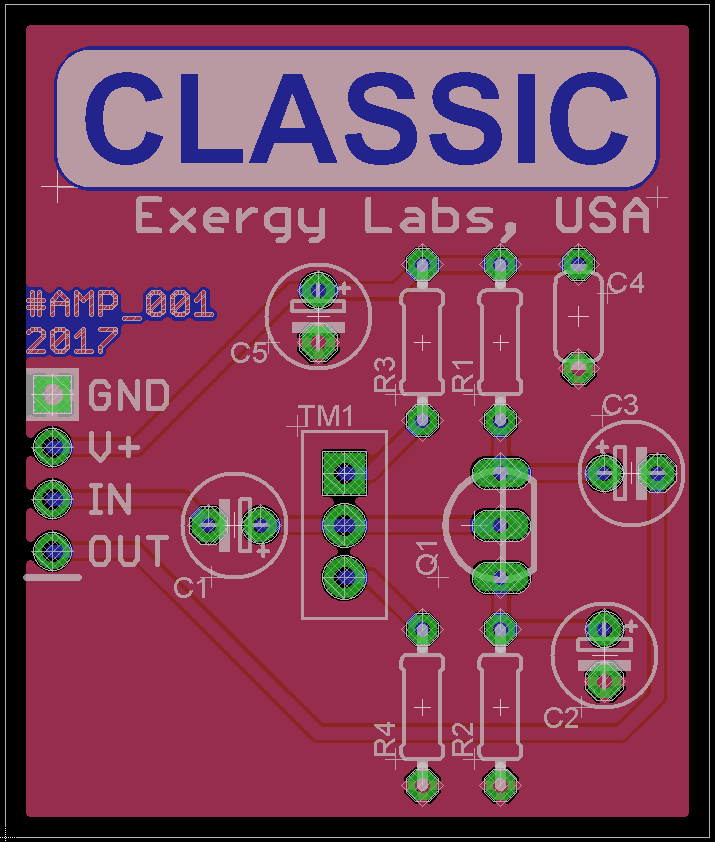 CLASSIC
Exergy Labs, USA
#AMP_001
2017
C4
C5
R3
R1
GND
C3
TM1
V+
IN
OUT
Q1
C1
C2
R4
R2